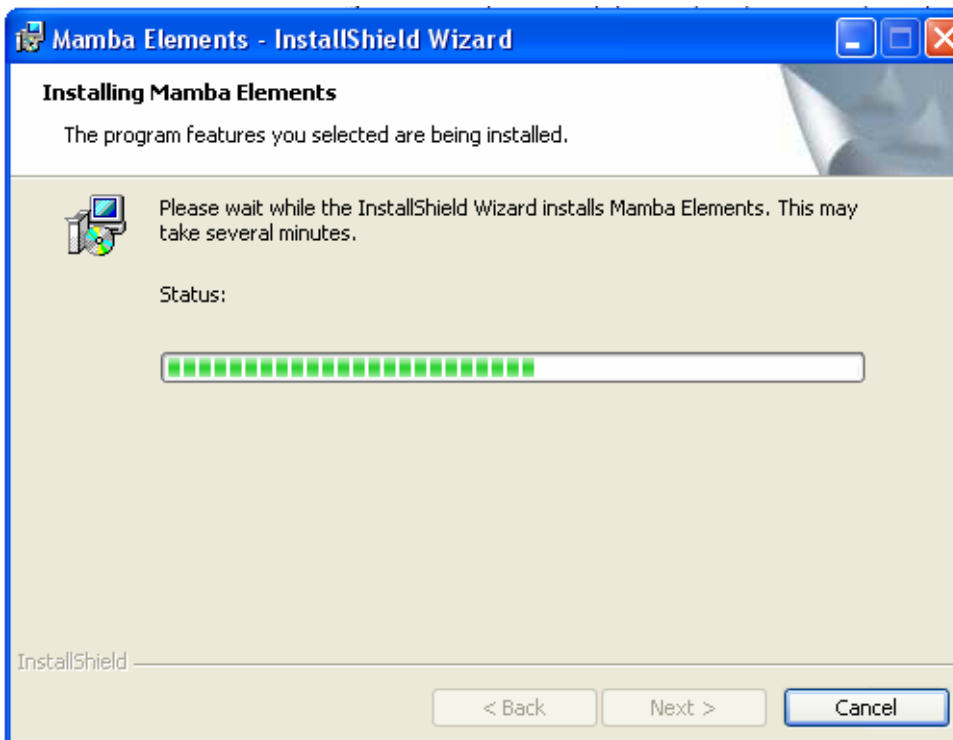 Mamba Elements - InstallShield Wizard
Installing Mamba Elements
The program features you selected are being installed.
Please wait while the InstallShield Wizard installs Mamba Elements. This may
take several minutes.
Status:
InstallShield
< Back
Next >
Cancel